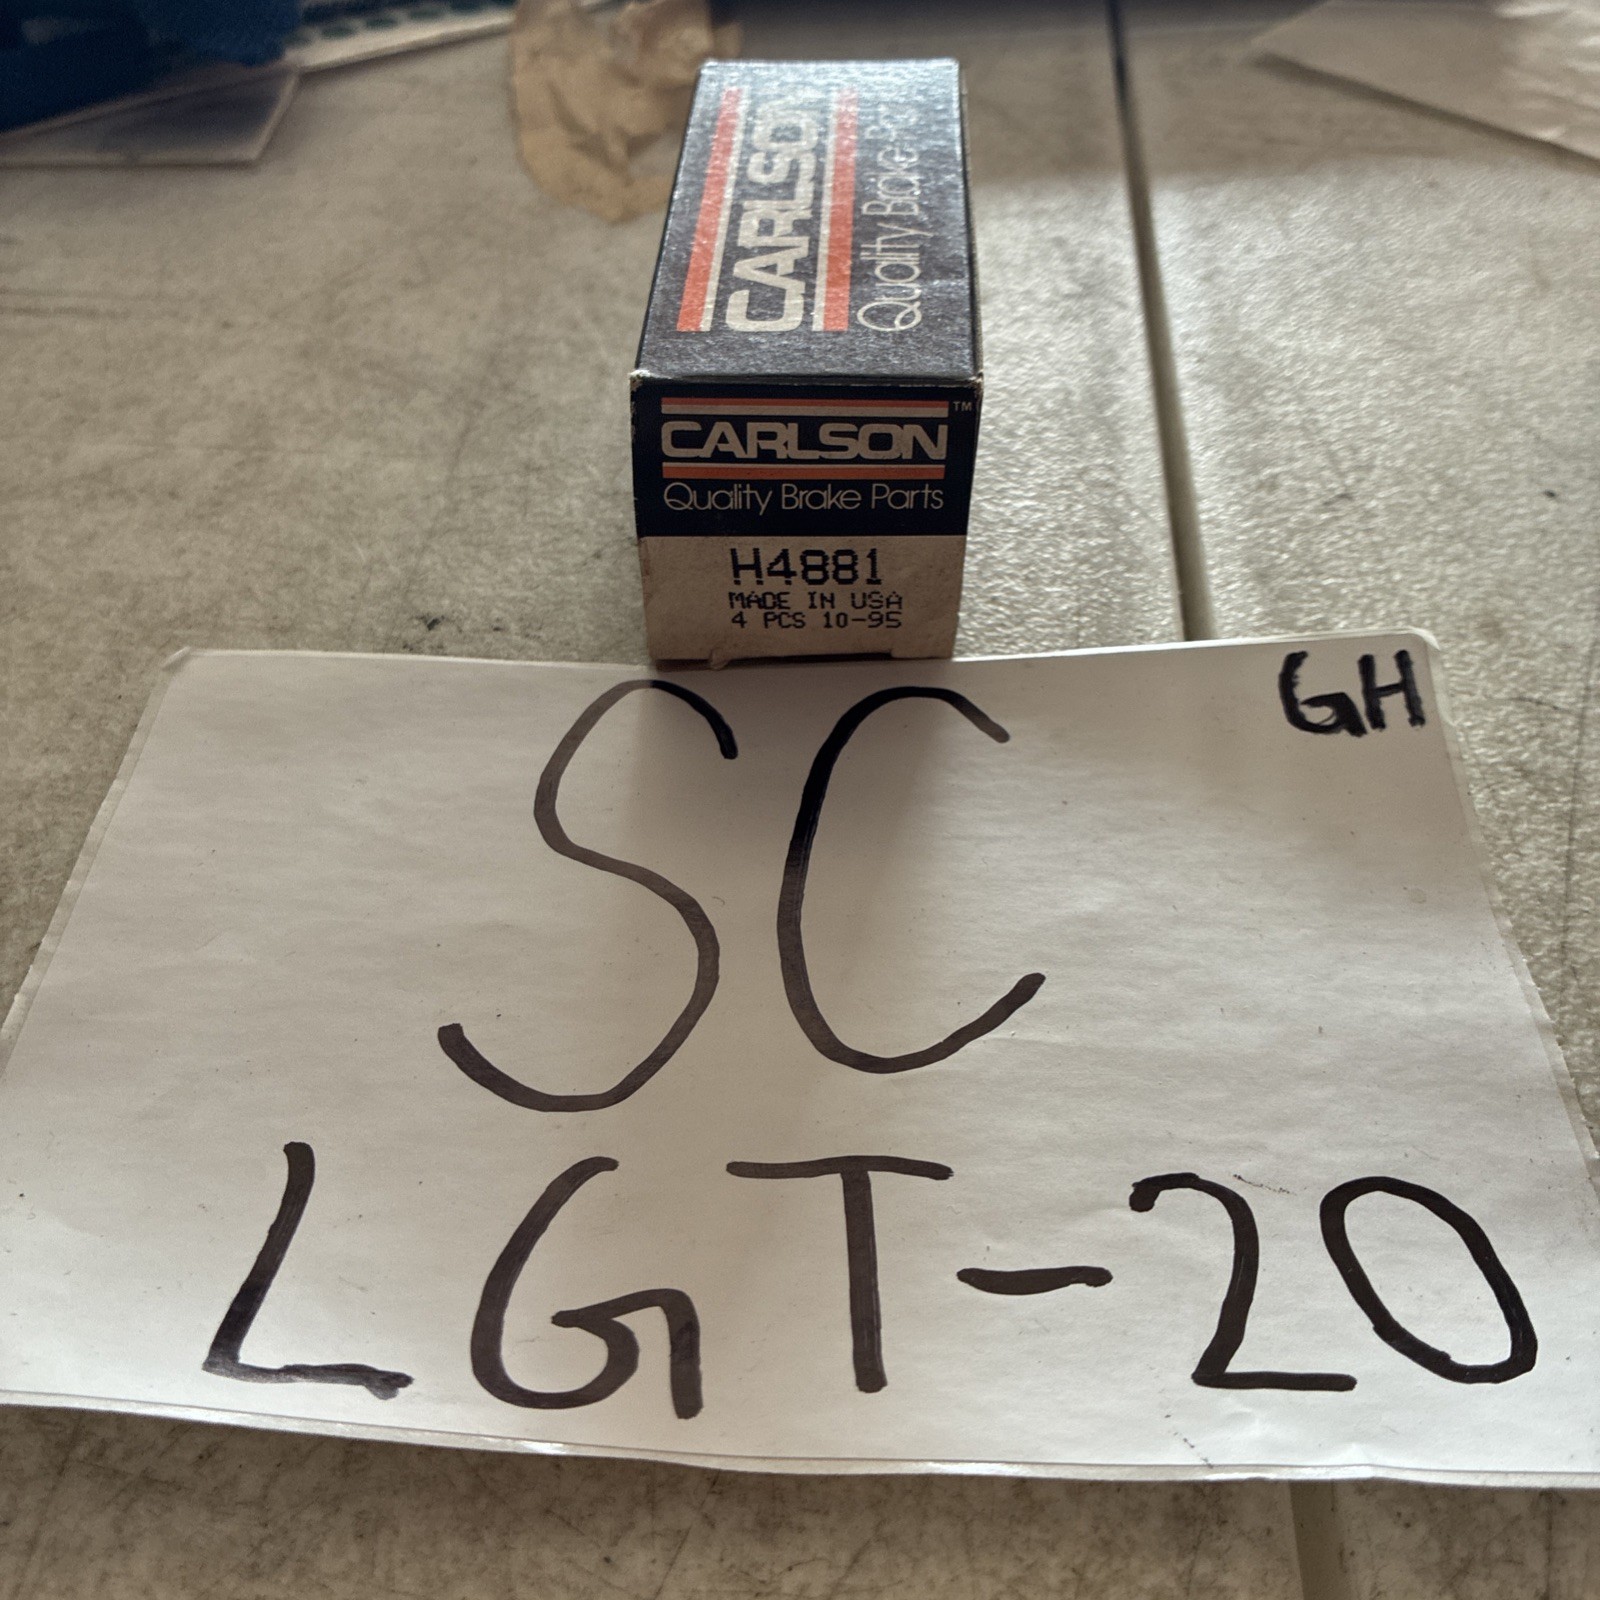 CARLSON
Quality Brake Parts
CARLSON™
Quality Brake Parts
H4881
MADE IN USA
4 PCS 10-95
GH
SC
LGT-20